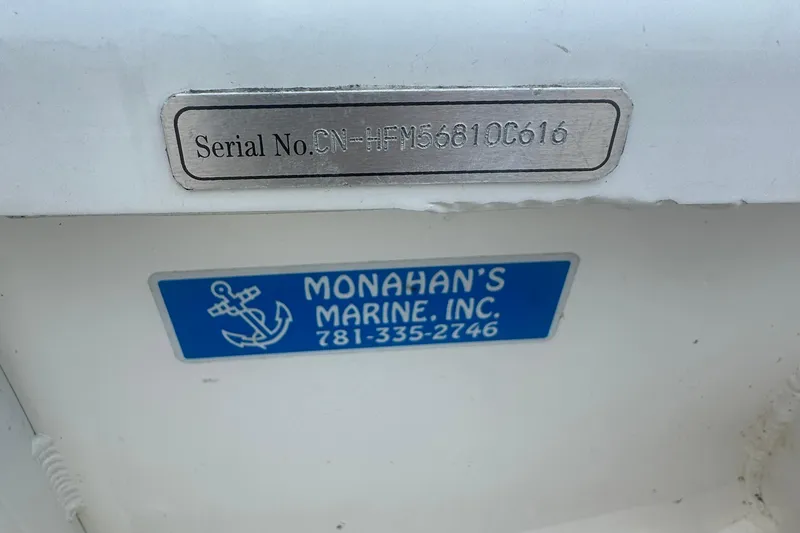 Serial No. CN-HFM56810C616
MONAHAN'S
MARINE, INC.
781-335-2746